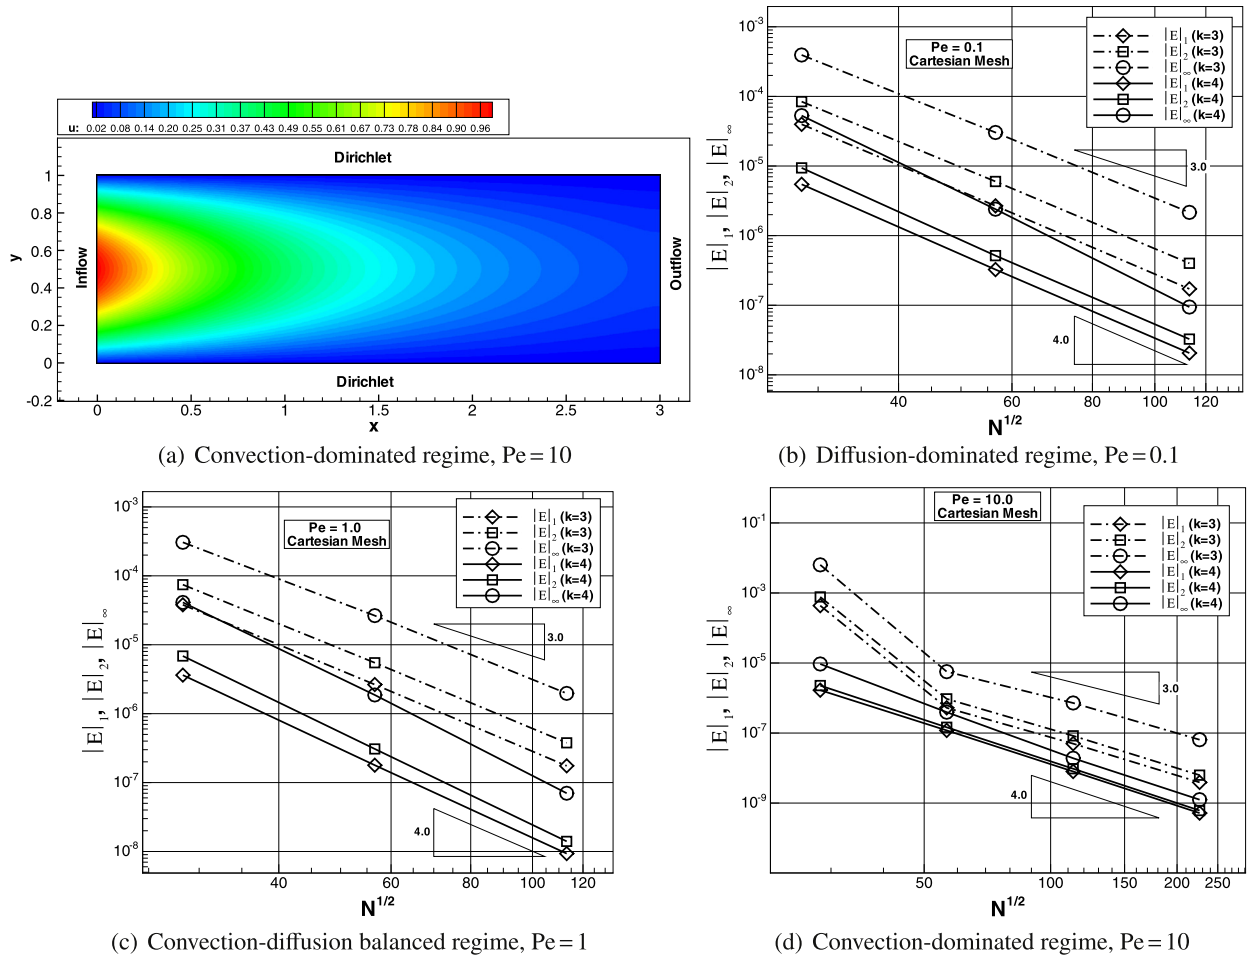 u: 0.02 0.08 0.14 0.20 0.31 0.37 0.43 0.49 0.55 0.61 0.67 0.73 0.78 0.84 0.90 0.96
Dirichlet
1
0.8
0.6
0.4
0.2
0
-0.2
y
Inflow
Outflow
Dirichlet
0 0.5 1 1.5 2 2.5 3
x
(a) Convection-dominated regime, Pe = 10
10⁻³
10⁻⁴
10⁻⁵
10⁻⁶
10⁻⁷
10⁻⁸
|E|₁, |E|₂, |E|∞
Pe = 0.1
Cartesian Mesh
|E|₁ (k=3)
|E|₂ (k=3)
|E|∞ (k=3)
|E|₁ (k=4)
|E|₂ (k=4)
|E|∞ (k=4)
3.0
4.0
40 60 80 100 120
N^1/2
(b) Diffusion-dominated regime, Pe = 0.1
10⁻³
10⁻⁴
10⁻⁵
10⁻⁶
10⁻⁷
10⁻⁸
|E|₁, |E|₂, |E|∞
Pe = 1.0
Cartesian Mesh
|E|₁ (k=3)
|E|₂ (k=3)
|E|∞ (k=3)
|E|₁ (k=4)
|E|₂ (k=4)
|E|∞ (k=4)
3.0
4.0
40 60 80 100 120
N^1/2
(c) Convection-diffusion balanced regime, Pe = 1
10⁻¹
10⁻³
10⁻⁵
10⁻⁷
10⁻⁹
|E|₁, |E|₂, |E|∞
Pe = 10.0
Cartesian Mesh
|E|₁ (k=3)
|E|₂ (k=3)
|E|∞ (k=3)
|E|₁ (k=4)
|E|₂ (k=4)
|E|∞ (k=4)
3.0
4.0
50 100 150 200 250
N^1/2
(d) Convection-dominated regime, Pe = 10